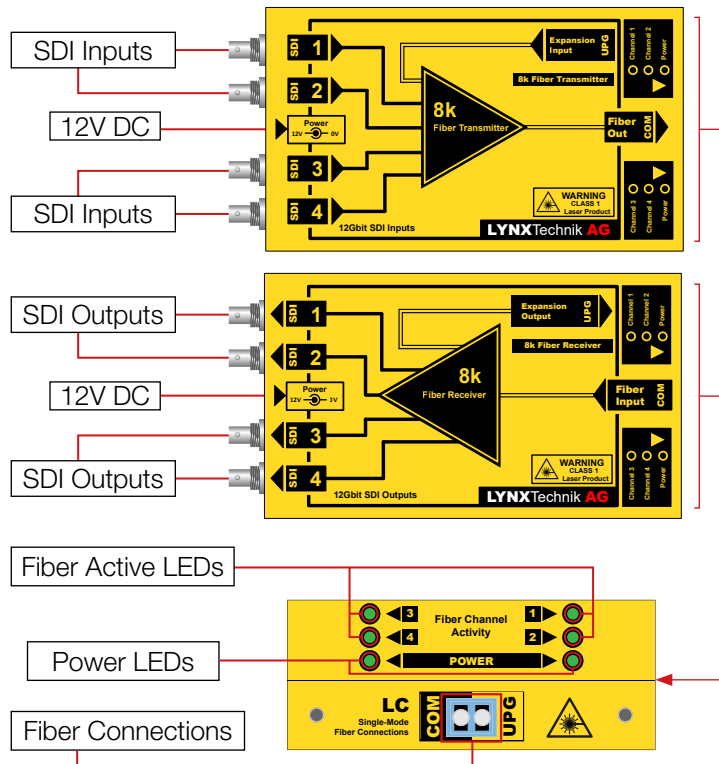 SDI Inputs
12V DC
SDI Inputs
SDI 1
SDI 2
Power
12V 0V
SDI 3
SDI 4
12Gbit SDI Inputs
8k
Fiber Transmitter
Expansion
Input
UPG
8k Fiber Transmitter
Fiber
Out
COM
WARNING
CLASS 1
Laser Product
LYNXTechnik AG
Channel 1
Channel 2
Power
Channel 3
Channel 4
Power
SDI Outputs
12V DC
SDI Outputs
SDI 1
SDI 2
Power
12V 3V
SDI 3
SDI 4
12Gbit SDI Outputs
8k
Fiber Receiver
Expansion
Output
UPG
8k Fiber Receiver
Fiber
Input
COM
WARNING
CLASS 1
Laser Product
LYNXTechnik AG
Channel 1
Channel 2
Power
Channel 3
Channel 4
Power
Fiber Active LEDs
Power LEDs
Fiber Connections
3
4
Fiber Channel
Activity
1
2
POWER
LC
Single-Mode
Fiber Connections
COM
UPG